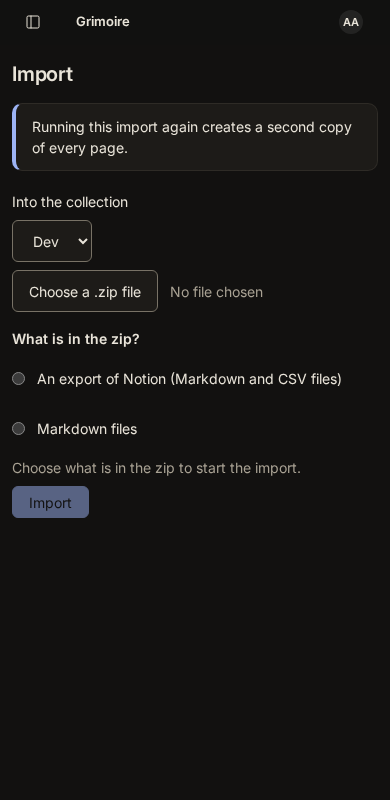 Grimoire
AA
Import
Running this import again creates a second copy
of every page.
Into the collection
Dev
Choose a .zip file
No file chosen
What is in the zip?
An export of Notion (Markdown and CSV files)
Markdown files
Choose what is in the zip to start the import.
Import